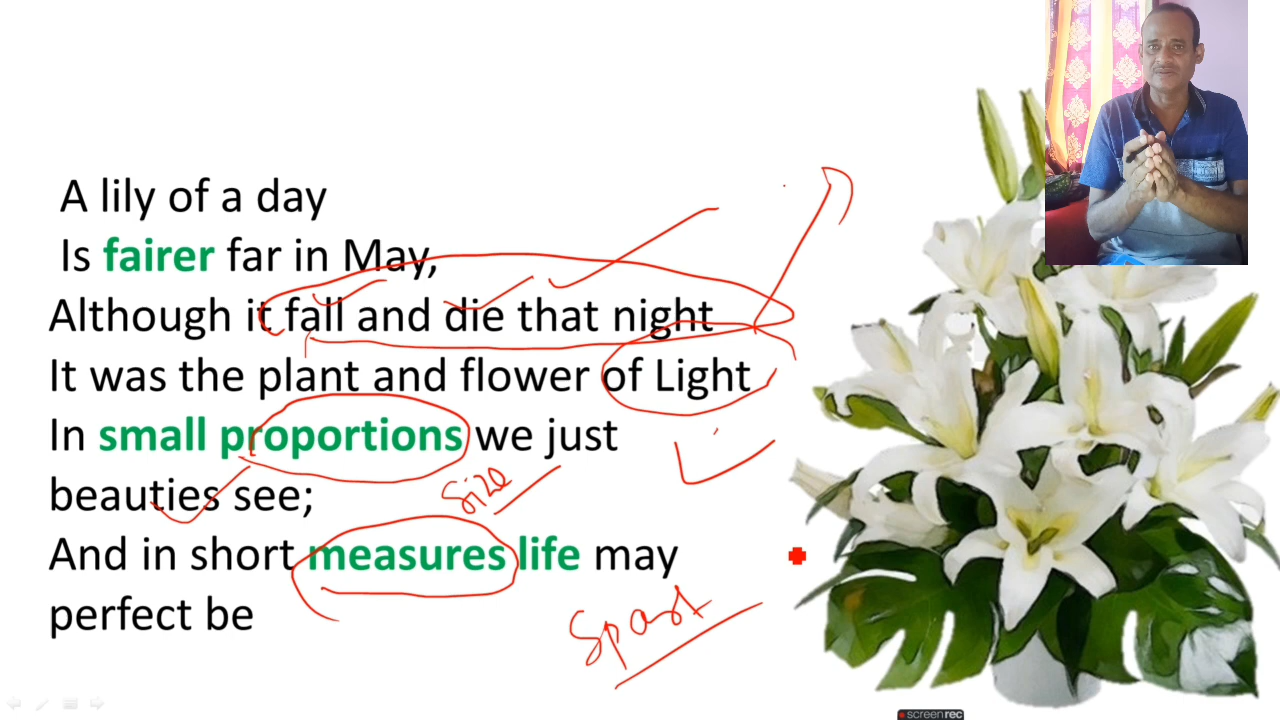 A lily of a day
Is fairer far in May,
Although it fall and die that night
It was the plant and flower of Light
In small proportions we just
beauties see;
Size
And in short measures life may
perfect be
screenrec